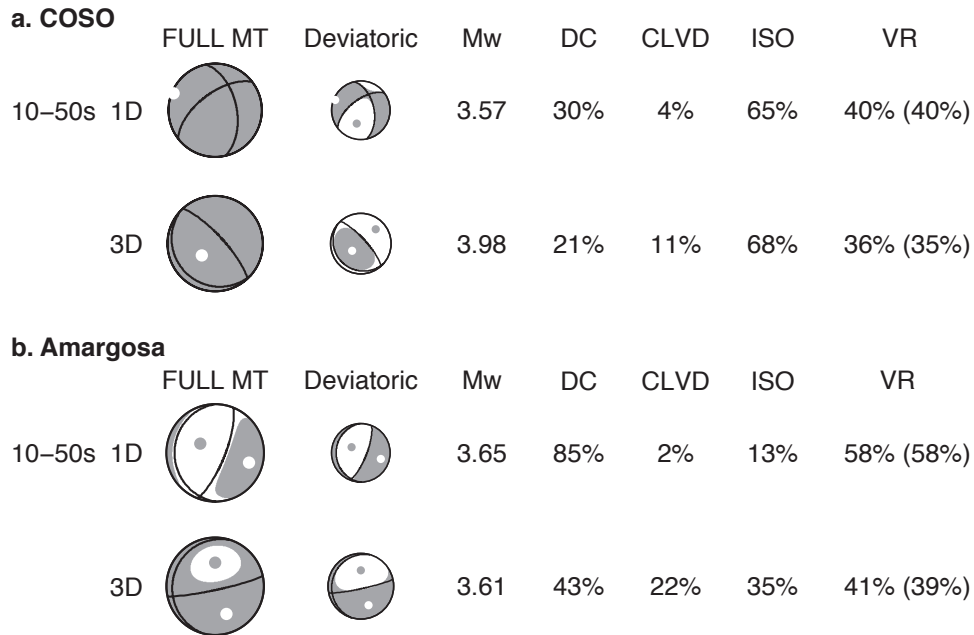 a. COSO
FULL MT Deviatoric Mw DC CLVD ISO VR
10–50s 1D 3.57 30% 4% 65% 40% (40%)
3D 3.98 21% 11% 68% 36% (35%)
b. Amargosa
FULL MT Deviatoric Mw DC CLVD ISO VR
10–50s 1D 3.65 85% 2% 13% 58% (58%)
3D 3.61 43% 22% 35% 41% (39%)